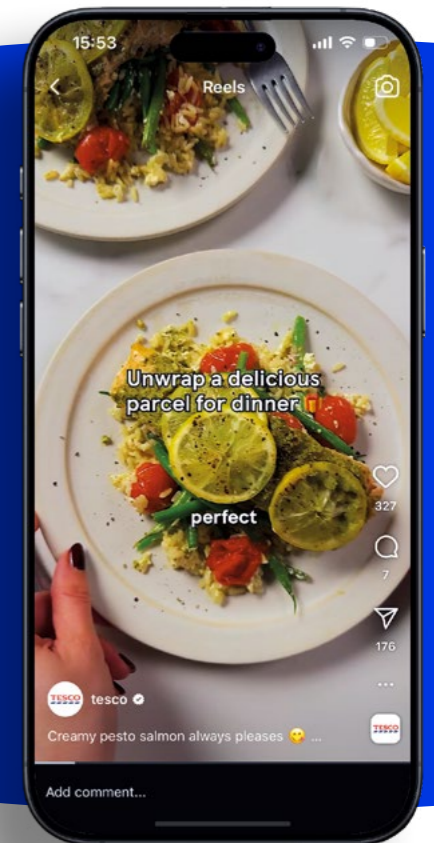 15:53
Reels
Unwrap a delicious
parcel for dinner 🎁
perfect
327
7
176
...
TESCO
tesco
Creamy pesto salmon always pleases 😋 ...
TESCO
Add comment...